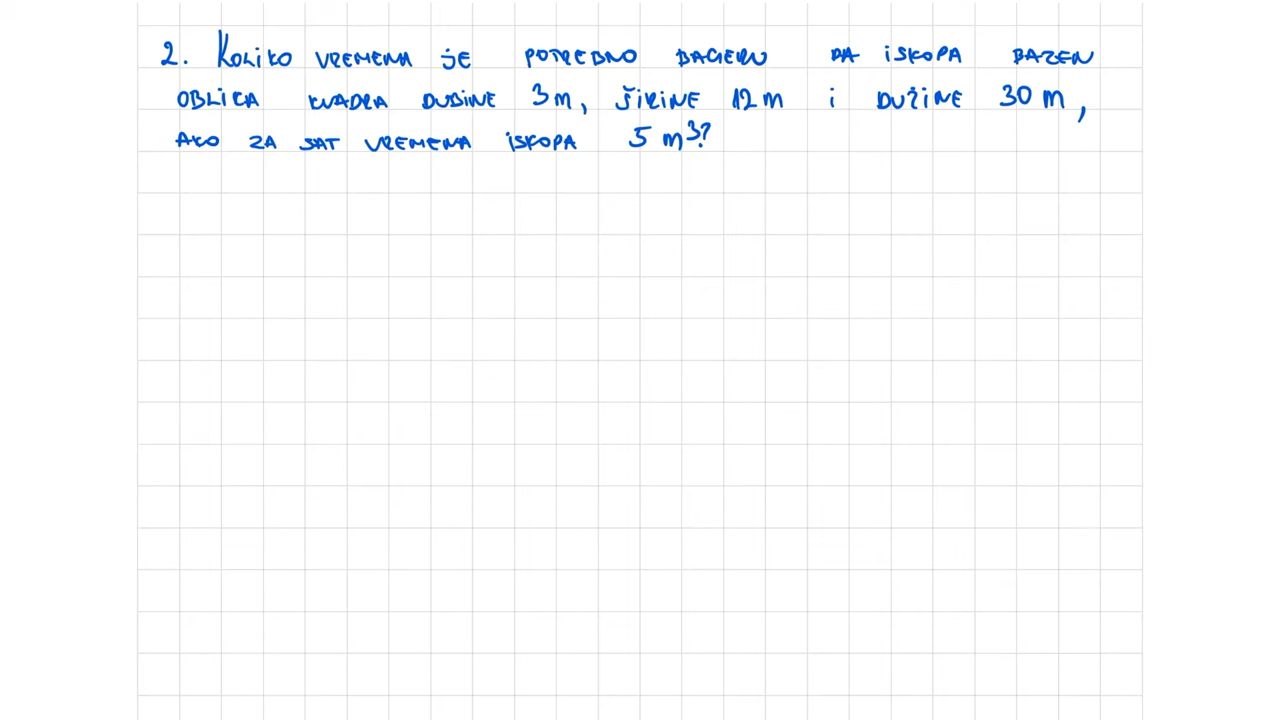 2. Koliko vremena je potrebno bageru da iskopa bazen
oblika kvadra dubine 3 m, širine 12 m i dužine 30 m,
ako za sat vremena iskopa 5 m³?